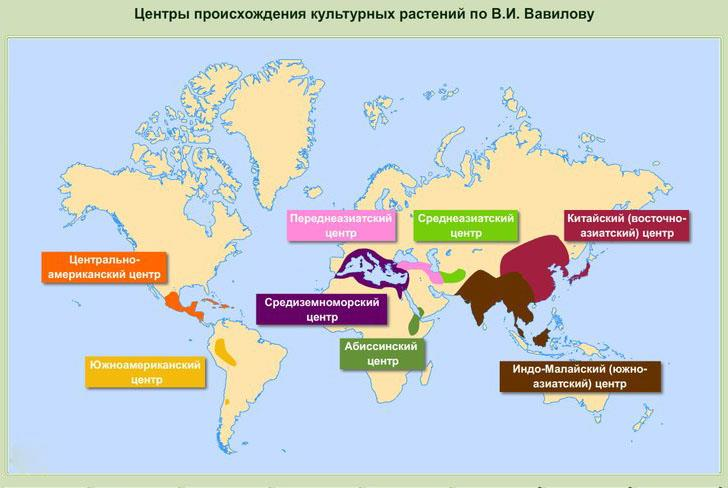 Центры происхождения культурных растений по В.И. Вавилову
Переднеазиатский
центр
Среднеазиатский
центр
Китайский (восточно-
азиатский) центр
Центрально-
американский центр
Средиземноморский
центр
Абиссинский
центр
Южноамериканский
центр
Индо-Малайский (южно-
азиатский) центр